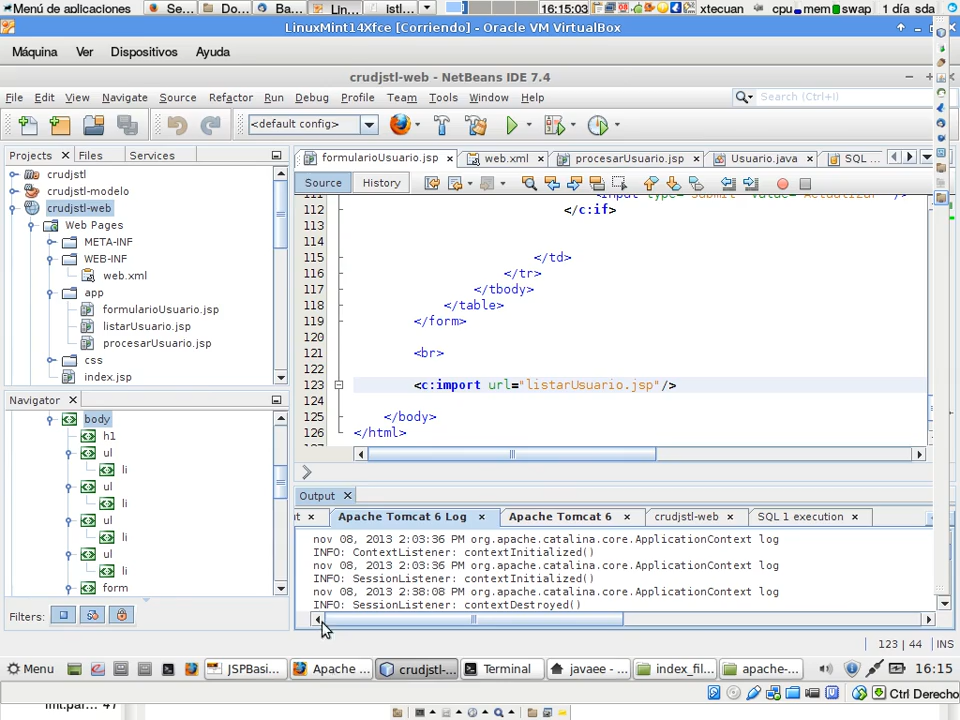 Menú de aplicaciones Se... Do... Ba... Lin... lstl... 16:15:03 xtecuan cpu mem swap 1 día sda
LinuxMint14Xfce [Corriendo] - Oracle VM VirtualBox
Máquina Ver Dispositivos Ayuda
crudjstl-web - NetBeans IDE 7.4
File Edit View Navigate Source Refactor Run Debug Profile Team Tools Window Help Search (Ctrl+I)
<default config>
Projects Files Services
formularioUsuario.jsp web.xml procesarUsuario.jsp Usuario.java SQL ...
Source History
crudjstl
crudjstl-modelo
crudjstl-web
Web Pages
META-INF
WEB-INF
web.xml
app
formularioUsuario.jsp
listarUsuario.jsp
procesarUsuario.jsp
css
index.jsp
112 </c:if>
113
114
115 </td>
116 </tr>
117 </tbody>
118 </table>
119 </form>
120
121 <br>
122
123 <c:import url="listarUsuario.jsp"/>
124
125 </body>
126 </html>
Navigator
body
h1
ul
li
ul
li
ul
li
ul
li
form
Filters:
Output
Apache Tomcat 6 Log Apache Tomcat 6 crudjstl-web SQL 1 execution
nov 08, 2013 2:03:36 PM org.apache.catalina.core.ApplicationContext log
INFO: ContextListener: contextInitialized()
nov 08, 2013 2:03:36 PM org.apache.catalina.core.ApplicationContext log
INFO: SessionListener: contextInitialized()
nov 08, 2013 2:38:08 PM org.apache.catalina.core.ApplicationContext log
INFO: SessionListener: contextDestroyed()
123 | 44 INS
Menu JSPBasi... Apache ... crudjstl-... Terminal javaee - ... index_fil... apache-... 16:15
Ctrl Derecho